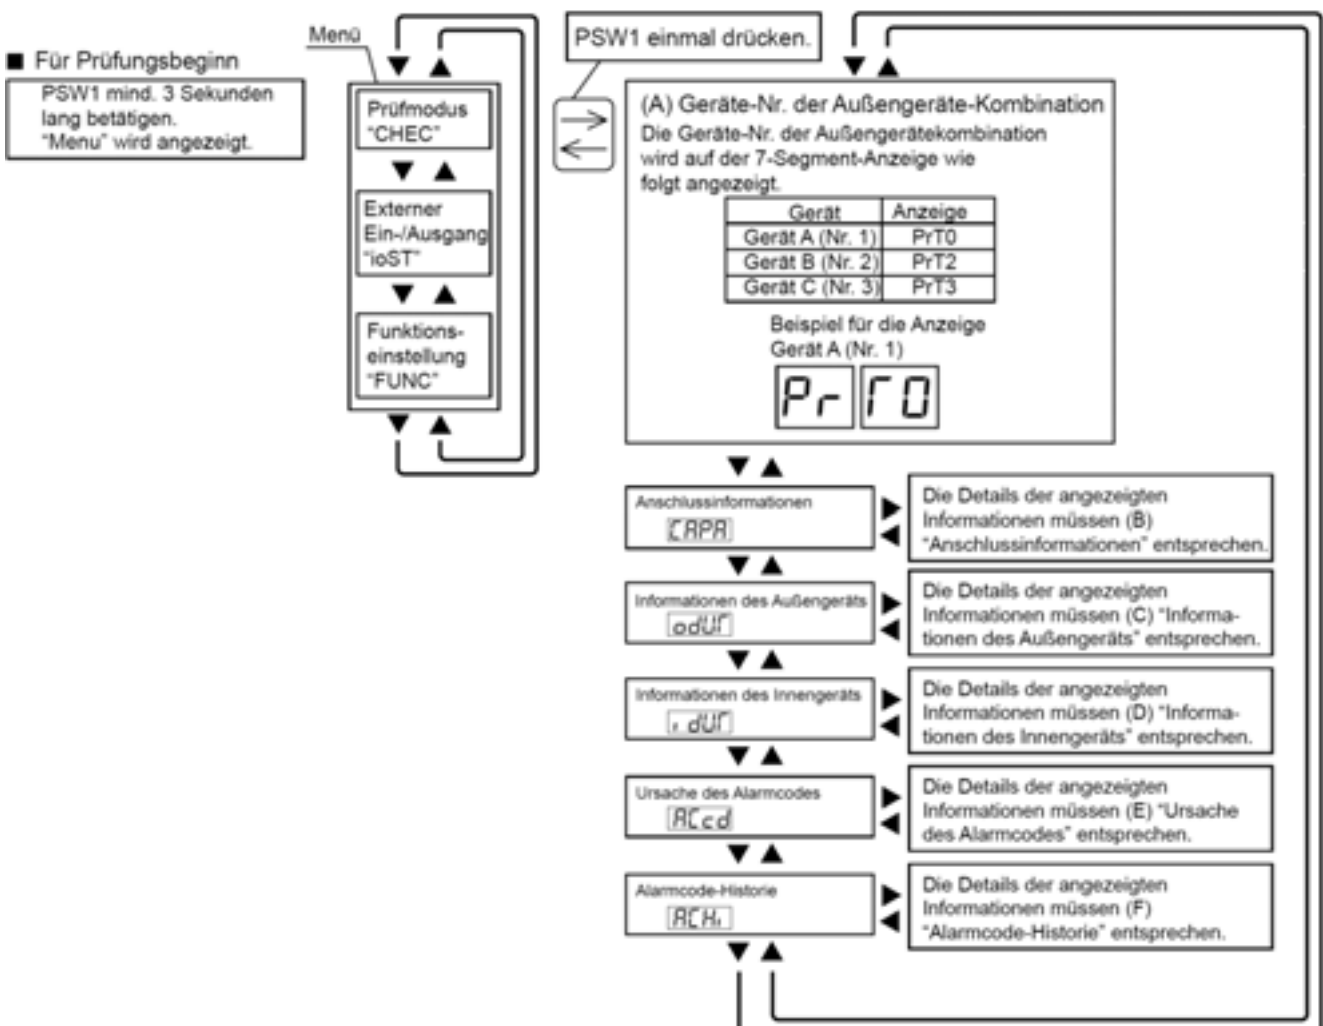 ■ Für Prüfungsbeginn
PSW1 mind. 3 Sekunden
lang betätigen.
“Menu” wird angezeigt.
Menü
Prüfmodus
“CHEC”
Externer
Ein-/Ausgang
“ioST”
Funktions-
einstellung
“FUNC”
PSW1 einmal drücken.
(A) Geräte-Nr. der Außengeräte-Kombination
Die Geräte-Nr. der Außengerätekombination
wird auf der 7-Segment-Anzeige wie
folgt angezeigt.
Gerät Anzeige
Gerät A (Nr. 1) PrT0
Gerät B (Nr. 2) PrT2
Gerät C (Nr. 3) PrT3
Beispiel für die Anzeige
Gerät A (Nr. 1)
Pr T0
Anschlussinformationen
CAPA
Die Details der angezeigten
Informationen müssen (B)
“Anschlussinformationen” entsprechen.
Informationen des Außengeräts
odUT
Die Details der angezeigten
Informationen müssen (C) “Informa-
tionen des Außengeräts” entsprechen.
Informationen des Innengeräts
idUT
Die Details der angezeigten
Informationen müssen (D) “Informa-
tionen des Innengeräts” entsprechen.
Ursache des Alarmcodes
ACcd
Die Details der angezeigten
Informationen müssen (E) “Ursache
des Alarmcodes” entsprechen.
Alarmcode-Historie
ACHi
Die Details der angezeigten
Informationen müssen (F)
“Alarmcode-Historie” entsprechen.